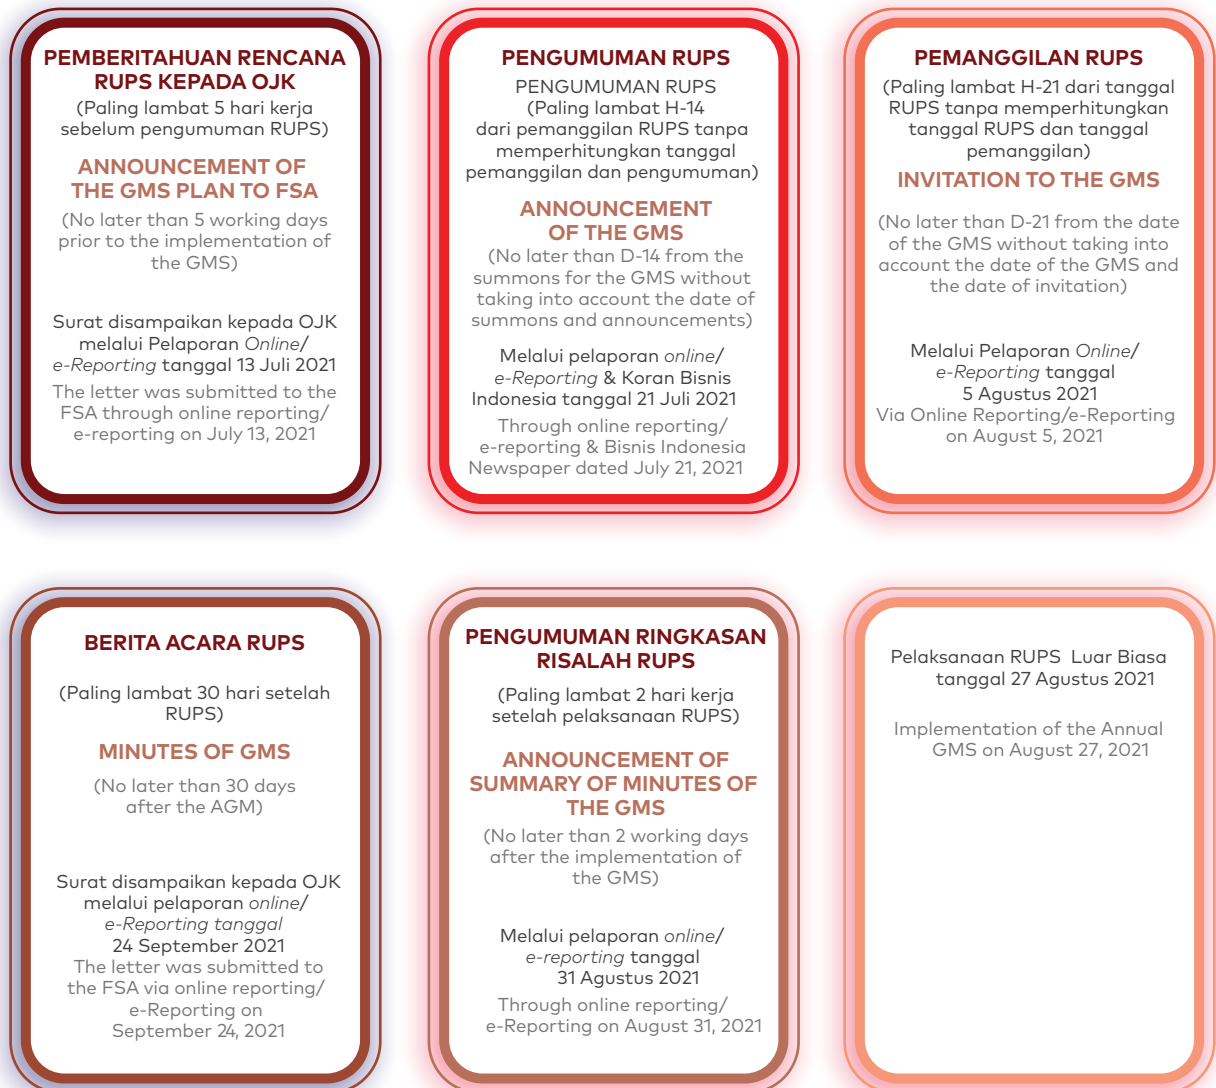 PEMBERITAHUAN RENCANA
RUPS KEPADA OJK
(Paling lambat 5 hari kerja
sebelum pengumuman RUPS)
ANNOUNCEMENT OF
THE GMS PLAN TO FSA
(No later than 5 working days
prior to the implementation of
the GMS)
Surat disampaikan kepada OJK
melalui Pelaporan Online/
e-Reporting tanggal 13 Juli 2021
The letter was submitted to the
FSA through online reporting/
e-reporting on July 13, 2021
PENGUMUMAN RUPS
PENGUMUMAN RUPS
(Paling lambat H-14
dari pemanggilan RUPS tanpa
memperhitungkan tanggal
pemanggilan dan pengumuman)
ANNOUNCEMENT
OF THE GMS
(No later than D-14 from the
summons for the GMS without
taking into account the date of
summons and announcements)
Melalui pelaporan online/
e-Reporting & Koran Bisnis
Indonesia tanggal 21 Juli 2021
Through online reporting/
e-reporting & Bisnis Indonesia
Newspaper dated July 21, 2021
PEMANGGILAN RUPS
(Paling lambat H-21 dari tanggal
RUPS tanpa memperhitungkan
tanggal RUPS dan tanggal
pemanggilan)
INVITATION TO THE GMS
(No later than D-21 from the date
of the GMS without taking into
account the date of the GMS and
the date of invitation)
Melalui Pelaporan Online/
e-Reporting tanggal
5 Agustus 2021
Via Online Reporting/e-Reporting
on August 5, 2021
BERITA ACARA RUPS
(Paling lambat 30 hari setelah
RUPS)
MINUTES OF GMS
(No later than 30 days
after the AGM)
Surat disampaikan kepada OJK
melalui pelaporan online/
e-Reporting tanggal
24 September 2021
The letter was submitted to
the FSA via online reporting/
e-Reporting on
September 24, 2021
PENGUMUMAN RINGKASAN
RISALAH RUPS
(Paling lambat 2 hari kerja
setelah pelaksanaan RUPS)
ANNOUNCEMENT OF
SUMMARY OF MINUTES OF
THE GMS
(No later than 2 working days
after the implementation of
the GMS)
Melalui pelaporan online/
e-reporting tanggal
31 Agustus 2021
Through online reporting/
e-Reporting on August 31, 2021
Pelaksanaan RUPS Luar Biasa
tanggal 27 Agustus 2021
Implementation of the Annual
GMS on August 27, 2021